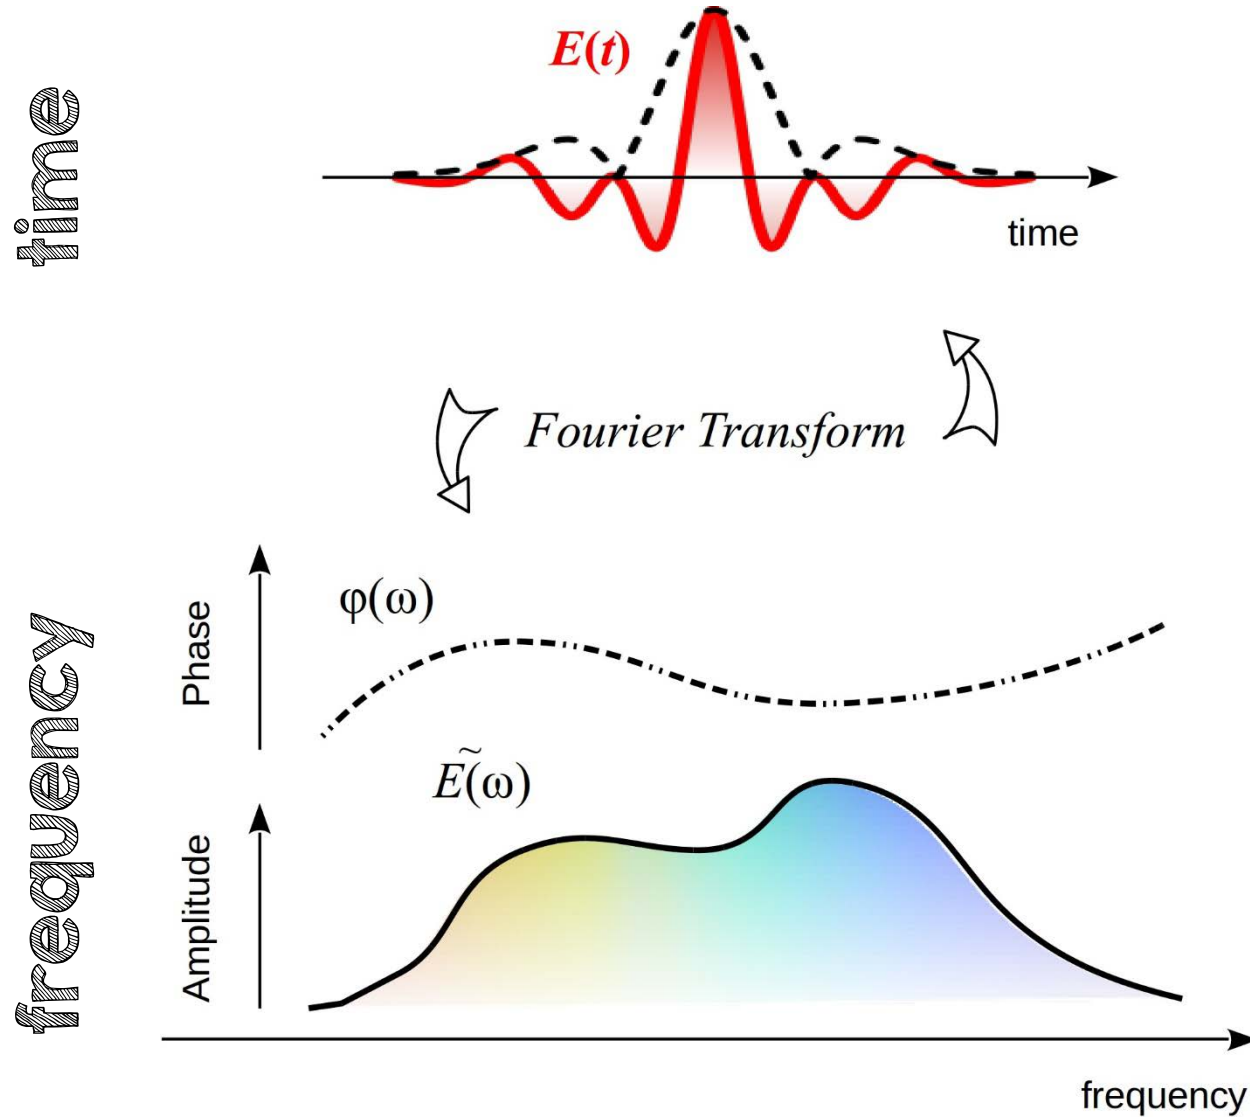 time
E(t)
time
Fourier Transform
φ(ω)
Phase
Ẽ(ω)
Amplitude
frequency
frequency